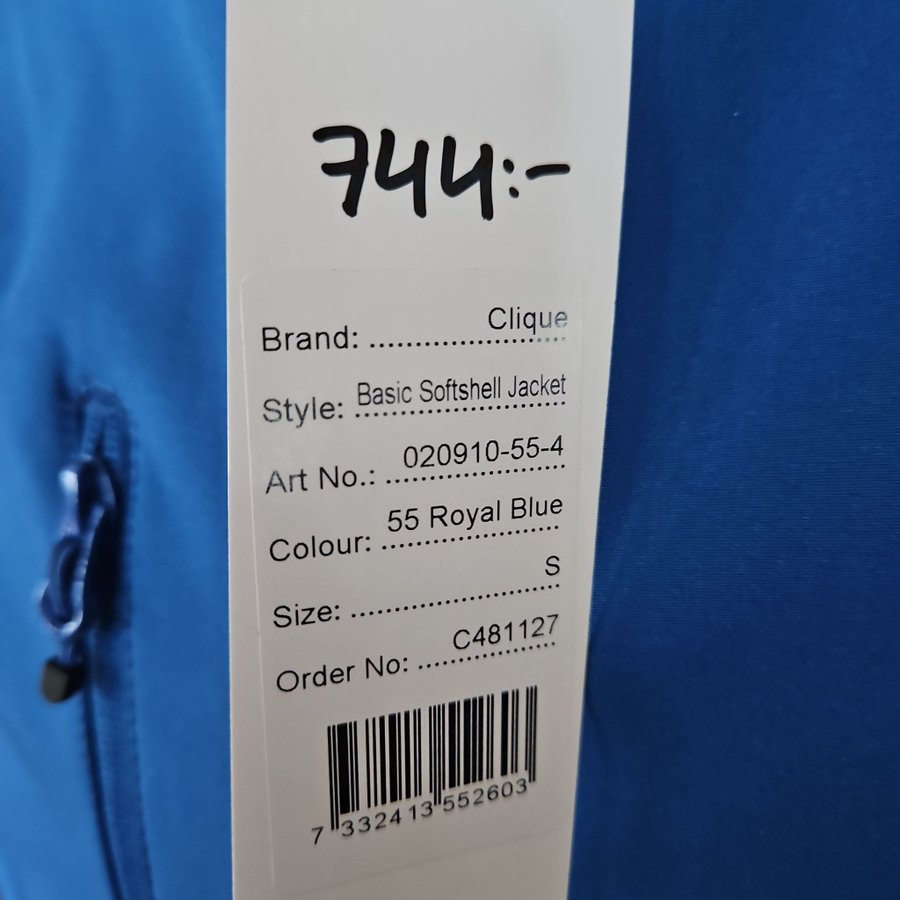 744:-
Brand: ........................ Clique
Style: Basic Softshell Jacket
Art No.: 020910-55-4
Colour: 55 Royal Blue
Size: ........................ S
Order No: C481127
7 332413 552603